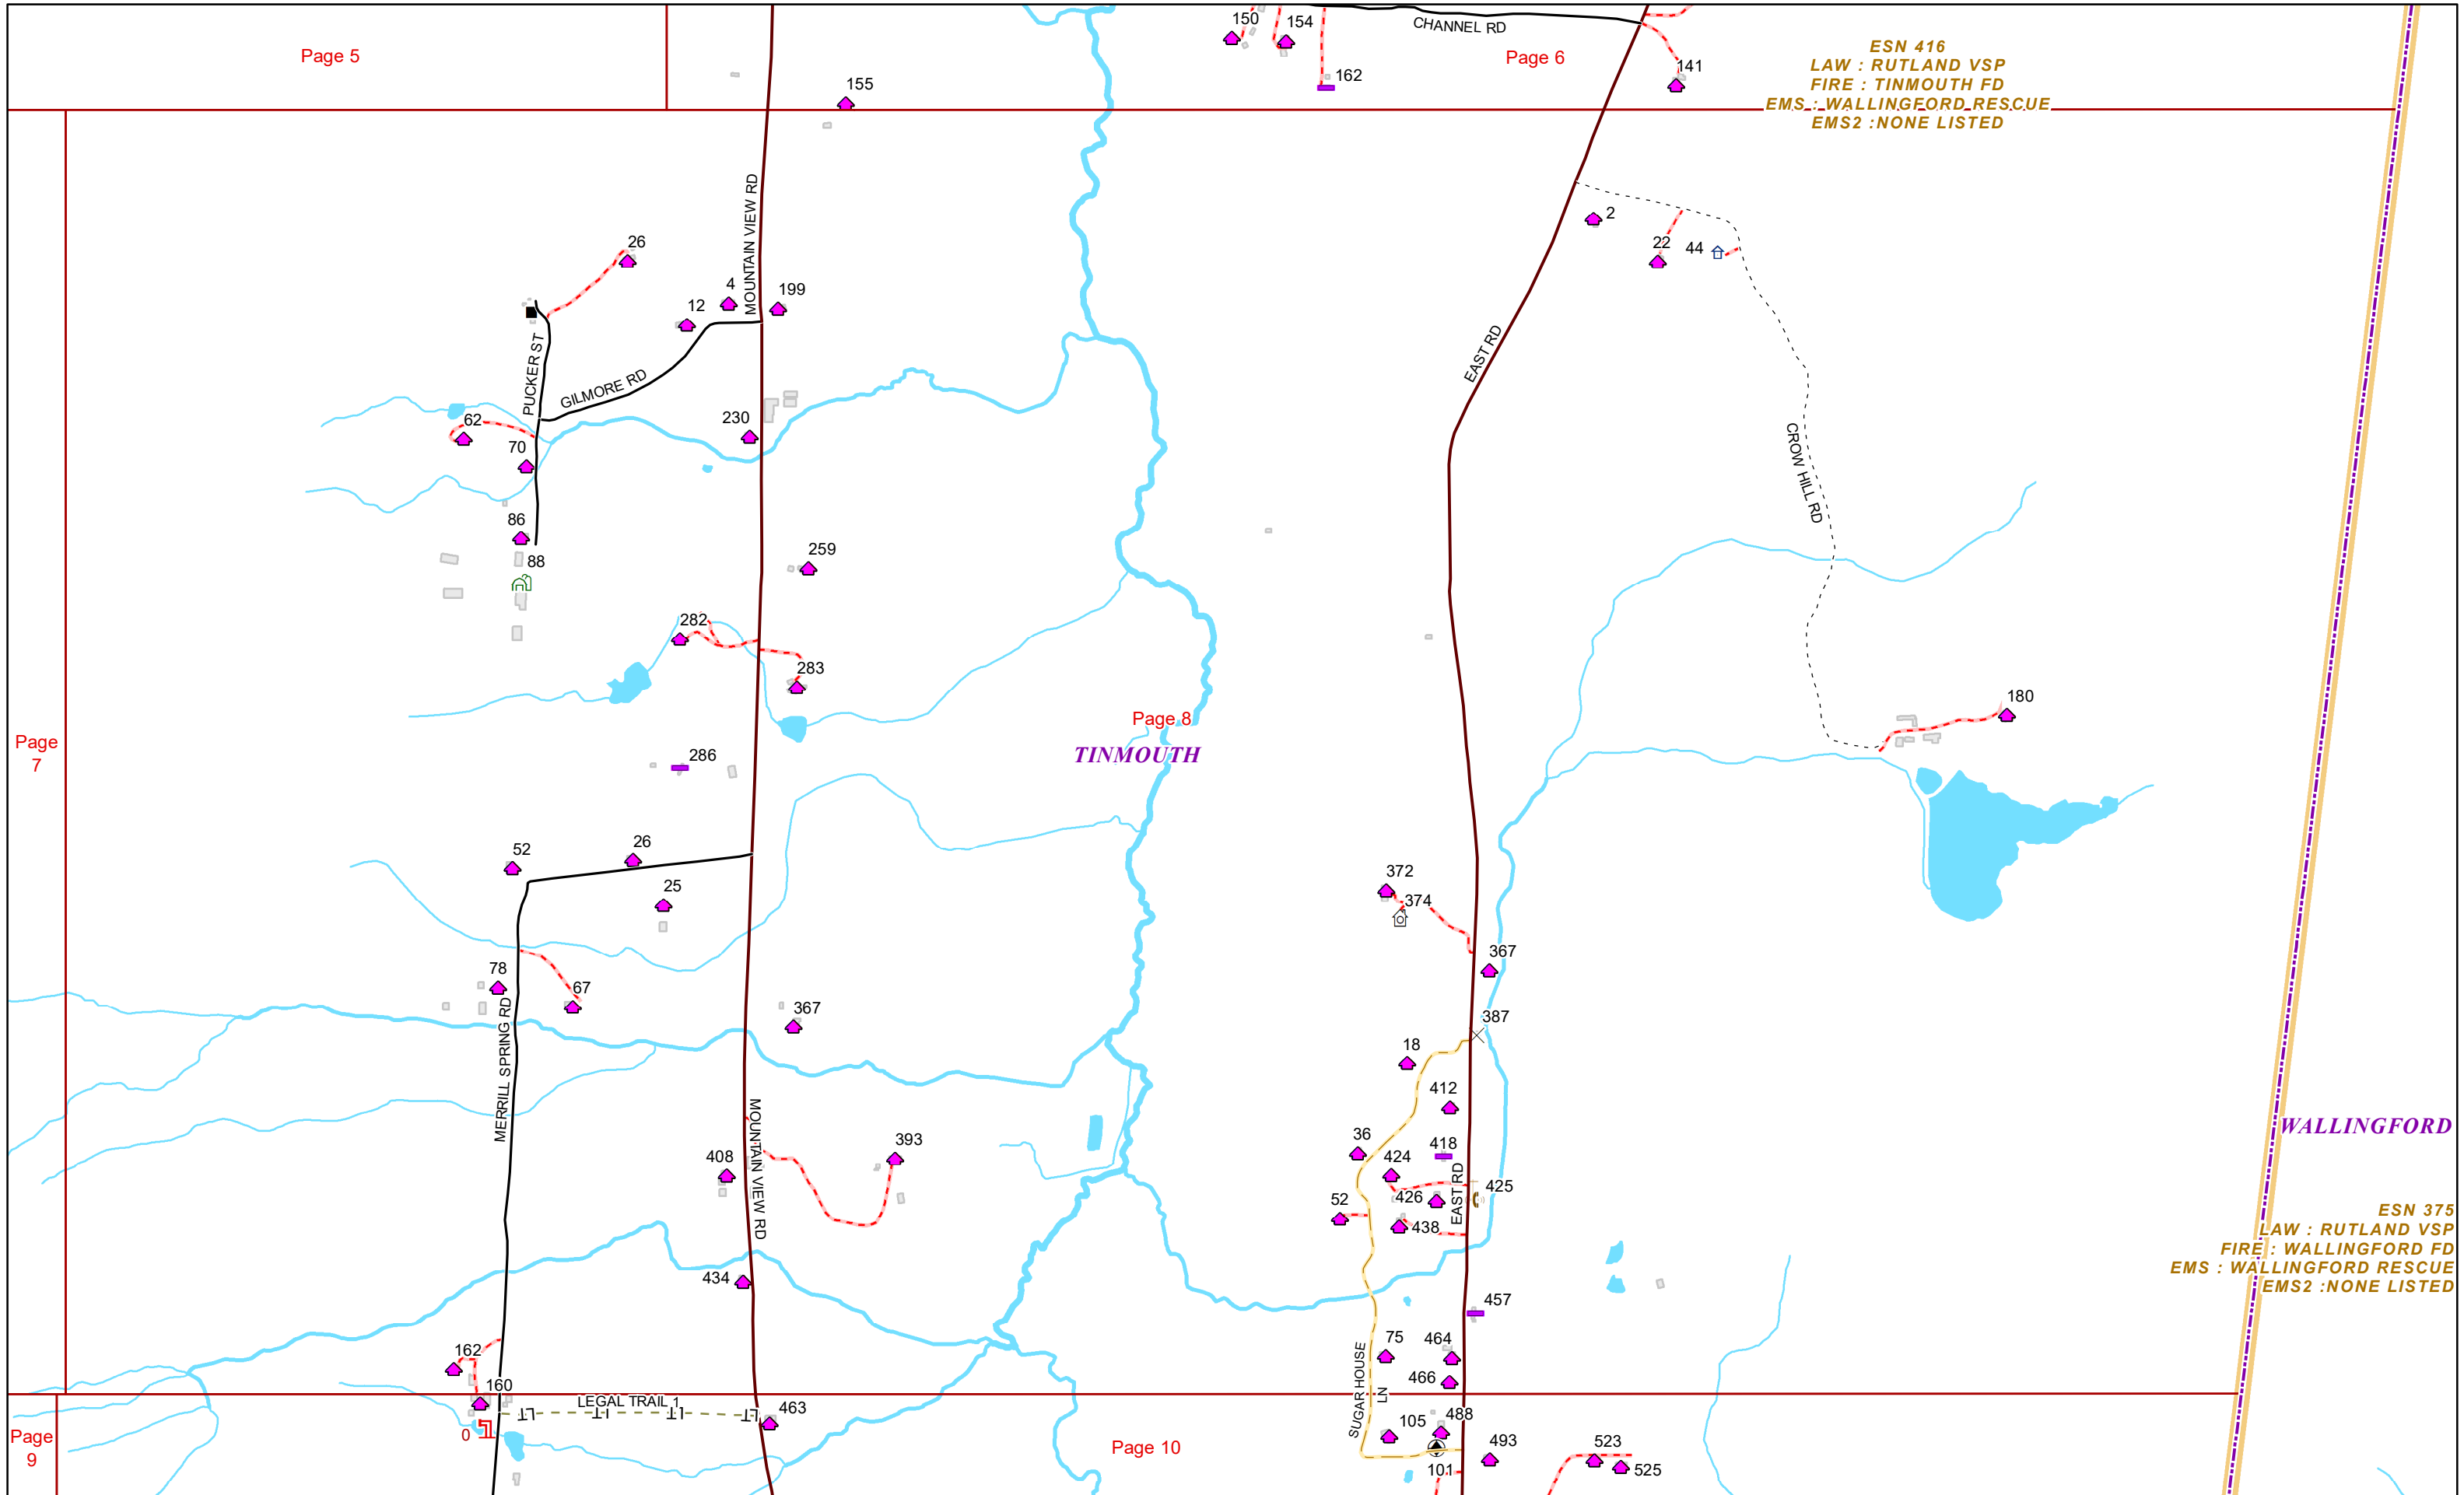 150
154
CHANNEL RD
Page 5
Page 6
ESN 416
LAW : RUTLAND VSP
FIRE : TINMOUTH FD
EMS : WALLINGFORD RESCUE
EMS2 :NONE LISTED
141
162
155
MOUNTAIN VIEW RD
2
26
22
44
4
199
12
PUCKER ST
GILMORE RD
EAST RD
62
230
70
CROW HILL RD
86
88
259
282
283
180
Page 8
TINMOUTH
Page
7
286
52
26
25
372
374
367
78
67
MERRILL SPRING RD
367
387
18
412
MOUNTAIN VIEW RD
393
408
36
418
424
EAST RD
WALLINGFORD
52
426
425
438
ESN 375
LAW : RUTLAND VSP
FIRE : WALLINGFORD FD
EMS : WALLINGFORD RESCUE
EMS2 :NONE LISTED
434
457
75
464
SUGAR HOUSE
LN
162
466
160
LEGAL TRAIL 1
463
0
105
488
Page
9
Page 10
101
493
523
525